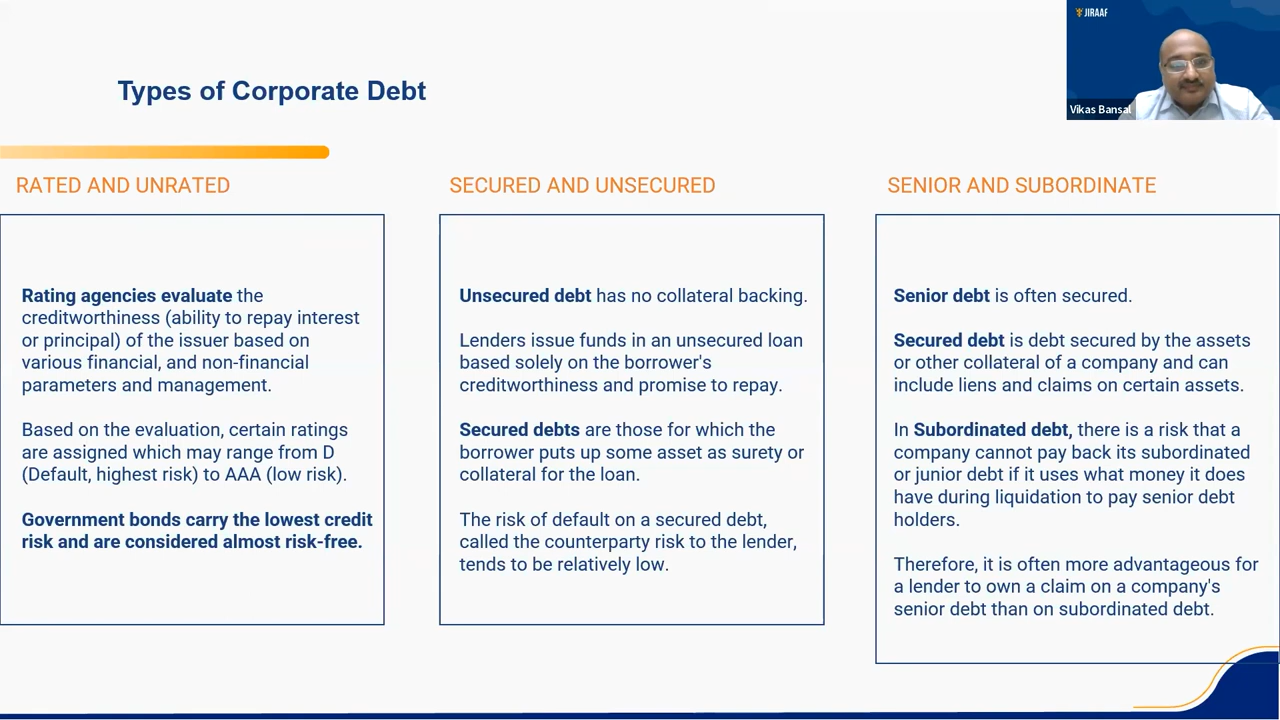 JIRAAF
Vikas Bansal
Types of Corporate Debt
RATED AND UNRATED
Rating agencies evaluate the
creditworthiness (ability to repay interest
or principal) of the issuer based on
various financial, and non-financial
parameters and management.
Based on the evaluation, certain ratings
are assigned which may range from D
(Default, highest risk) to AAA (low risk).
Government bonds carry the lowest credit
risk and are considered almost risk-free.
SECURED AND UNSECURED
Unsecured debt has no collateral backing.
Lenders issue funds in an unsecured loan
based solely on the borrower's
creditworthiness and promise to repay.
Secured debts are those for which the
borrower puts up some asset as surety or
collateral for the loan.
The risk of default on a secured debt,
called the counterparty risk to the lender,
tends to be relatively low.
SENIOR AND SUBORDINATE
Senior debt is often secured.
Secured debt is debt secured by the assets
or other collateral of a company and can
include liens and claims on certain assets.
In Subordinated debt, there is a risk that a
company cannot pay back its subordinated
or junior debt if it uses what money it does
have during liquidation to pay senior debt
holders.
Therefore, it is often more advantageous for
a lender to own a claim on a company's
senior debt than on subordinated debt.